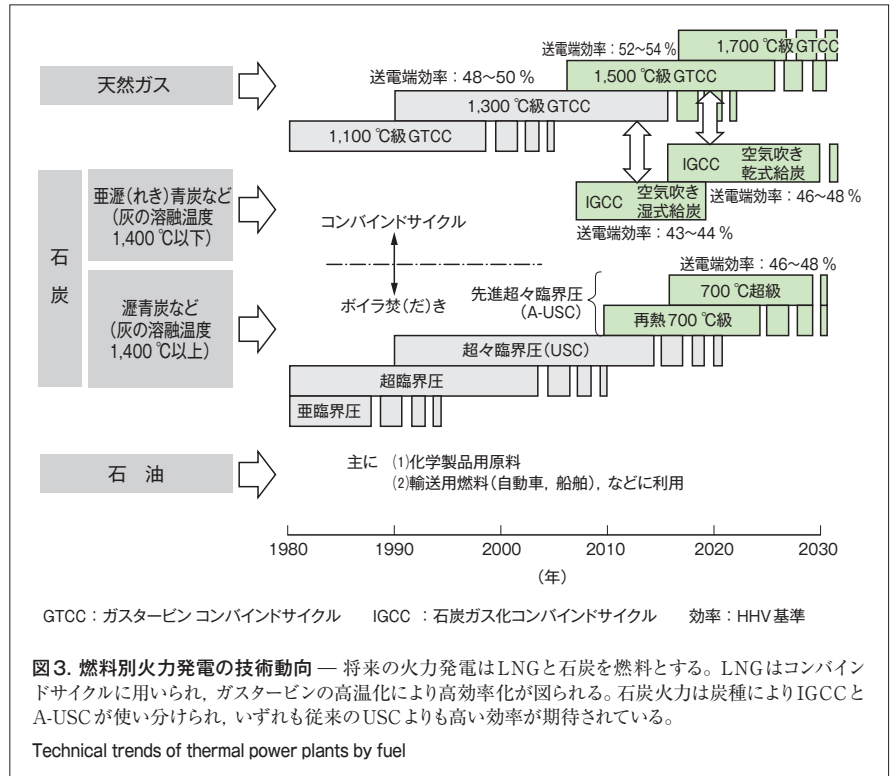 天然ガス
送電端効率：48～50 %
送電端効率：52～54 %
1,700 ℃級 GTCC
1,500 ℃級 GTCC
1,300 ℃級 GTCC
1,100 ℃級 GTCC
石炭
亜瀝（れき）青炭など
（灰の溶融温度
1,400 ℃以下）
IGCC 空気吹き
乾式給炭
送電端効率：46～48 %
IGCC 空気吹き
湿式給炭
送電端効率：43～44 %
コンバインドサイクル
ボイラ焚（だ）き
瀝青炭など
（灰の溶融温度
1,400 ℃以上）
送電端効率：46～48 %
先進超々臨界圧
（A-USC）
700 ℃超級
再熱 700 ℃級
超々臨界圧（USC）
超臨界圧
亜臨界圧
石 油
主に ⑴化学製品用原料
⑵輸送用燃料（自動車，船舶），などに利用
1980 1990 2000 2010 2020 2030
（年）
GTCC：ガスタービン コンバインドサイクル IGCC：石炭ガス化コンバインドサイクル 効率：HHV基準
図3. 燃料別火力発電の技術動向 ― 将来の火力発電はLNGと石炭を燃料とする。LNGはコンバイン
ドサイクルに用いられ，ガスタービンの高温化により高効率化が図られる。石炭火力は炭種によりIGCCと
A-USCが使い分けられ，いずれも従来のUSCよりも高い効率が期待されている。
Technical trends of thermal power plants by fuel